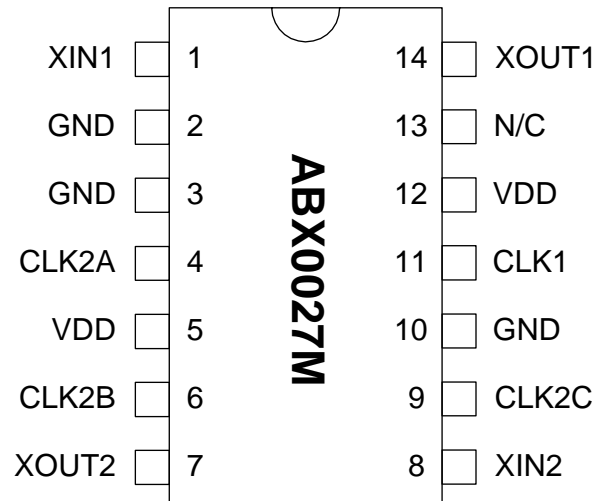 XIN1 1 14 XOUT1
GND 2 13 N/C
GND 3 12 VDD
CLK2A 4 11 CLK1
VDD 5 10 GND
CLK2B 6 9 CLK2C
XOUT2 7 8 XIN2
ABX0027M